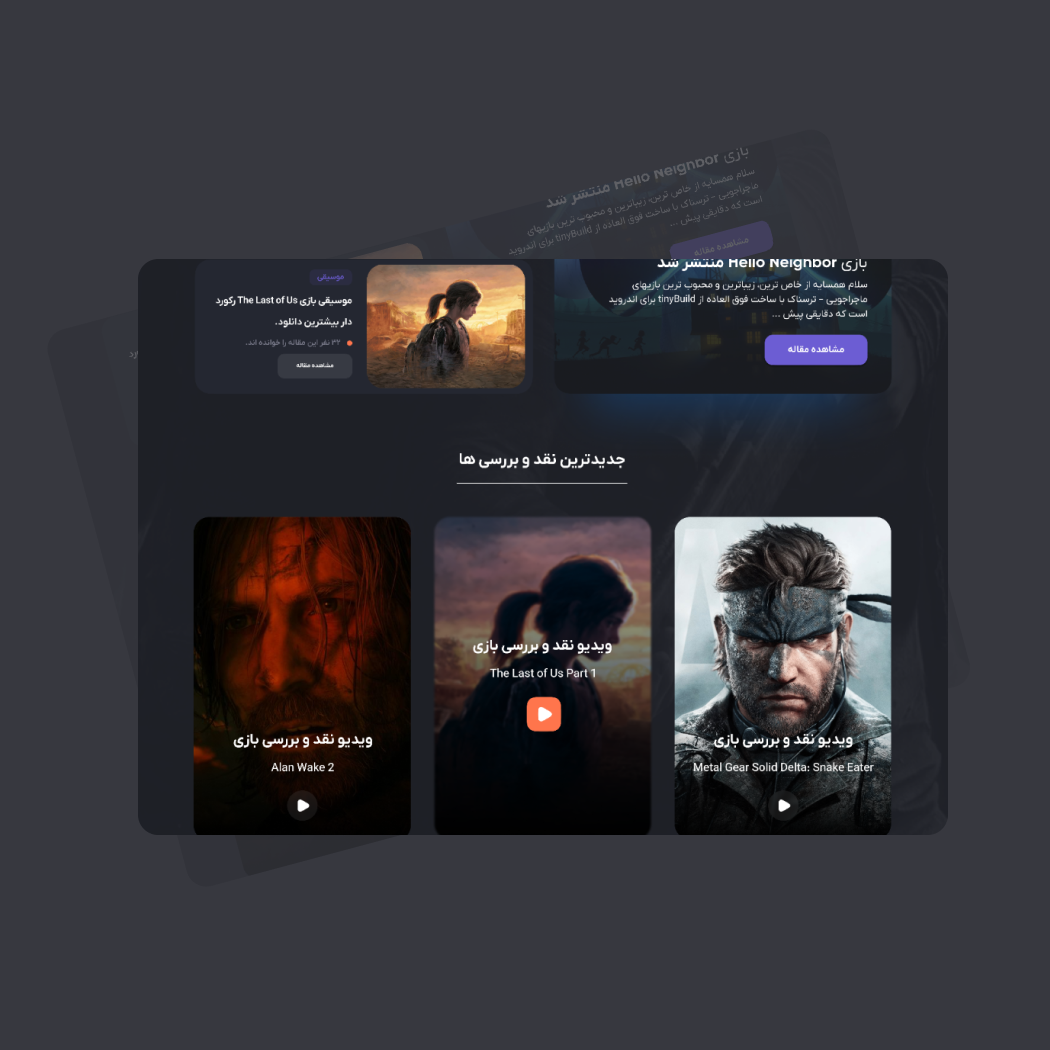 بازی Hello Neighbor منتشر شد
سلام همسایه از خاص ترین، زیباترین و محبوب ترین بازیهای
ماجراجویی - ترسناک با ساخت فوق العاده از tinyBuild برای اندروید
است که دقایقی پیش ...
مشاهده مقاله
بازی Hello Neighbor منتشر شد
سلام همسایه از خاص ترین، زیباترین و محبوب ترین بازیهای
ماجراجویی - ترسناک با ساخت فوق العاده از tinyBuild برای اندروید
است که دقایقی پیش ...
مشاهده مقاله
موسیقی
موسیقی بازی The Last of Us رکورد
دار بیشترین دانلود.
۳۲ نفر این مقاله را خوانده اند.
مشاهده مقاله
جدیدترین نقد و بررسی ها
ویدیو نقد و بررسی بازی
Metal Gear Solid Delta: Snake Eater
ویدیو نقد و بررسی بازی
The Last of Us Part 1
ویدیو نقد و بررسی بازی
Alan Wake 2